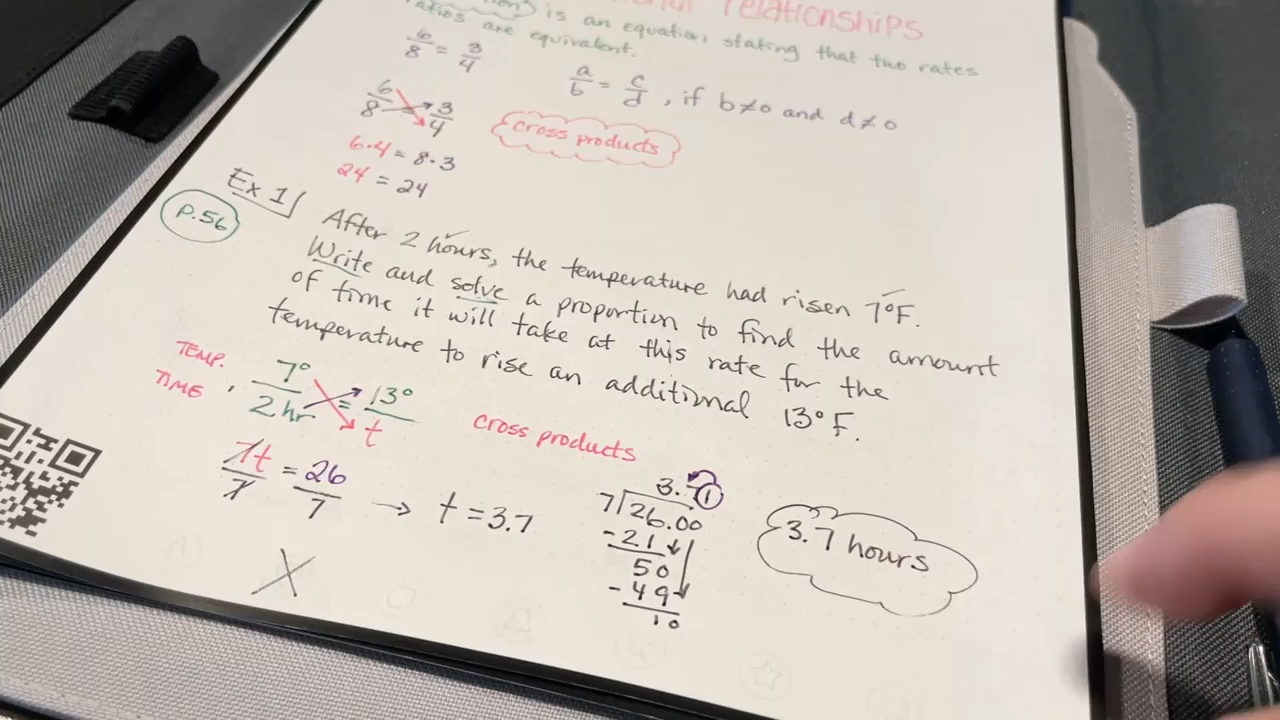 relationships
is an equation, stating that two rates
ratios are equivalent.
6/8 = 3/4
a/b = c/d , if b≠0 and d≠0
6/8 = 3/4
cross products
6·4 = 8·3
24 = 24
Ex 1
P.56
After 2 hours, the temperature had risen 7°F.
Write and solve a proportion to find the amount
of time it will take at this rate for the
temperature to rise an additional 13°F.
TEMP.
TIME
7°/2 hr = 13°/t
cross products
7t/7 = 26/7 → t = 3.7
3.71
7 26.00
-21
50
-49
10
3.7 hours
X